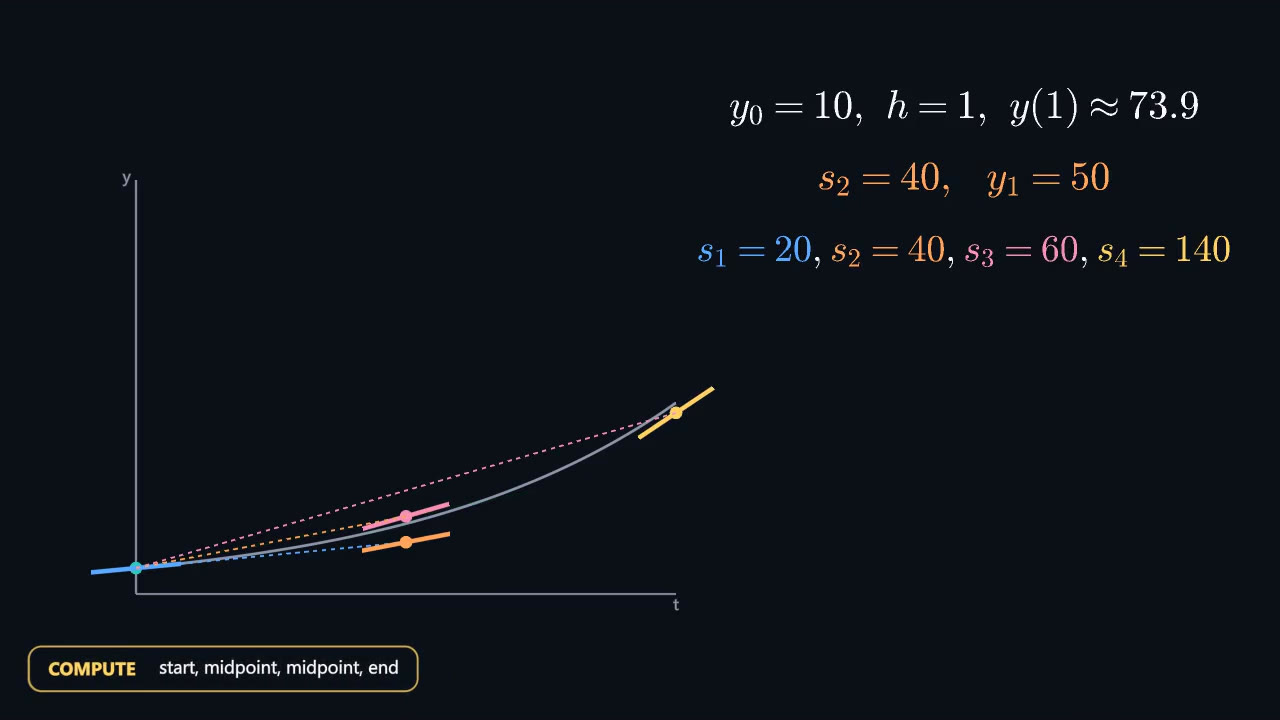 y₀ = 10, h = 1, y(1) ≈ 73.9
s₂ = 40, y₁ = 50
s₁ = 20, s₂ = 40, s₃ = 60, s₄ = 140
y
t
COMPUTE start, midpoint, midpoint, end